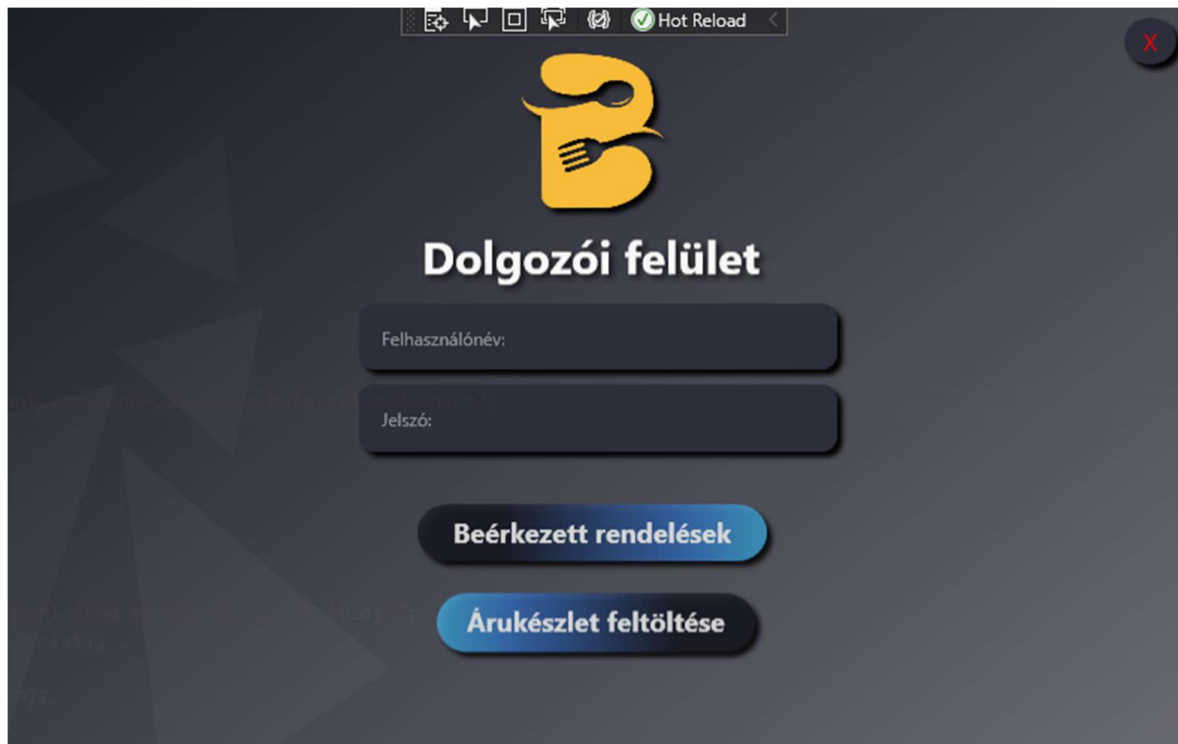 Hot Reload
X
Dolgozói felület
Felhasználónév:
Jelszó:
Beérkezett rendelések
Árukészlet feltöltése